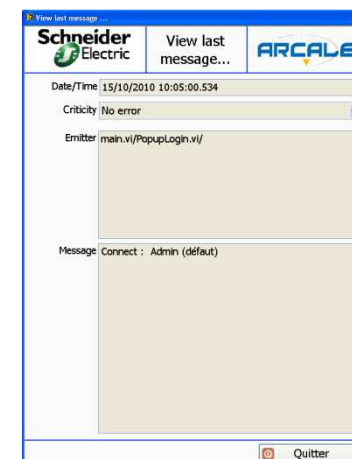 View last message ...
Schneider
Electric
View last
message...
ARCALE
Date/Time 15/10/2010 10:05:00.534
Criticity No error
Emitter main.vi/PopupLogin.vi/
Message Connect : Admin (défaut)
Quitter